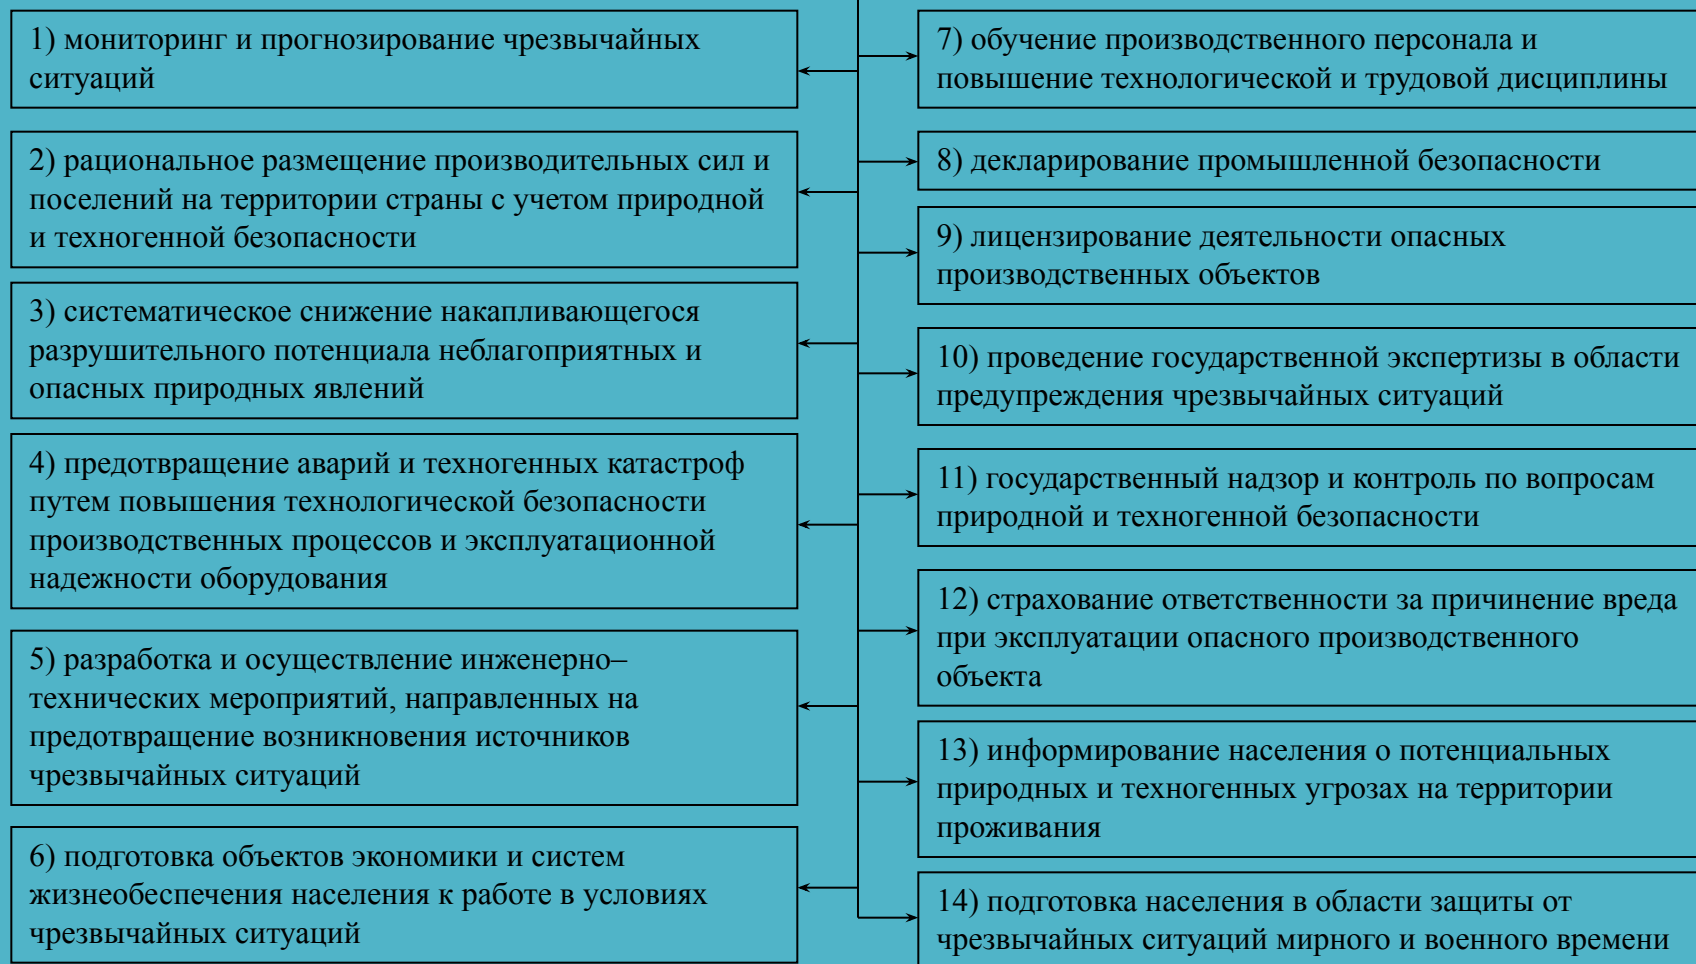 1) мониторинг и прогнозирование чрезвычайных
ситуаций
2) рациональное размещение производительных сил и
поселений на территории страны с учетом природной
и техногенной безопасности
3) систематическое снижение накапливающегося
разрушительного потенциала неблагоприятных и
опасных природных явлений
4) предотвращение аварий и техногенных катастроф
путем повышения технологической безопасности
производственных процессов и эксплуатационной
надежности оборудования
5) разработка и осуществление инженерно–
технических мероприятий, направленных на
предотвращение возникновения источников
чрезвычайных ситуаций
6) подготовка объектов экономики и систем
жизнеобеспечения населения к работе в условиях
чрезвычайных ситуаций
7) обучение производственного персонала и
повышение технологической и трудовой дисциплины
8) декларирование промышленной безопасности
9) лицензирование деятельности опасных
производственных объектов
10) проведение государственной экспертизы в области
предупреждения чрезвычайных ситуаций
11) государственный надзор и контроль по вопросам
природной и техногенной безопасности
12) страхование ответственности за причинение вреда
при эксплуатации опасного производственного
объекта
13) информирование населения о потенциальных
природных и техногенных угрозах на территории
проживания
14) подготовка населения в области защиты от
чрезвычайных ситуаций мирного и военного времени